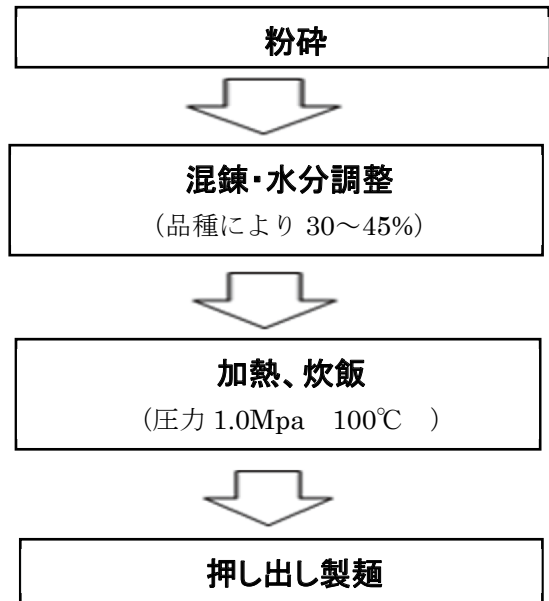 粉砕
混錬・水分調整
（品種により 30～45%）
加熱、炊飯
（圧力 1.0Mpa　100℃　）
押し出し製麺